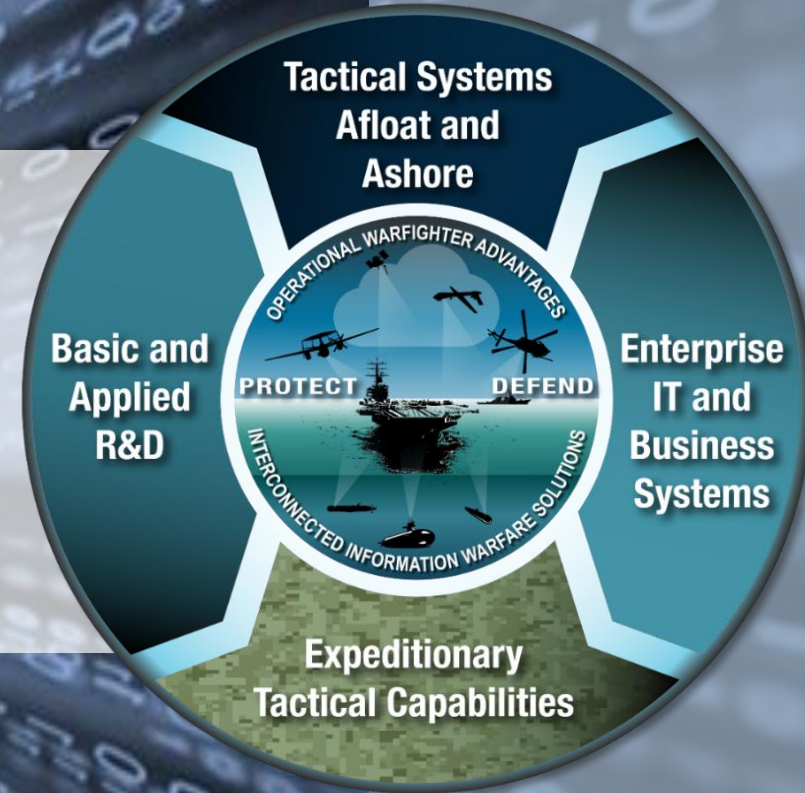 Tactical Systems
Afloat and
Ashore
OPERATIONAL WARFIGHTER ADVANTAGES
Basic and
Applied
R&D
PROTECT
DEFEND
Enterprise
IT and
Business
Systems
INTERCONNECTED INFORMATION WARFARE SOLUTIONS
Expeditionary
Tactical Capabilities